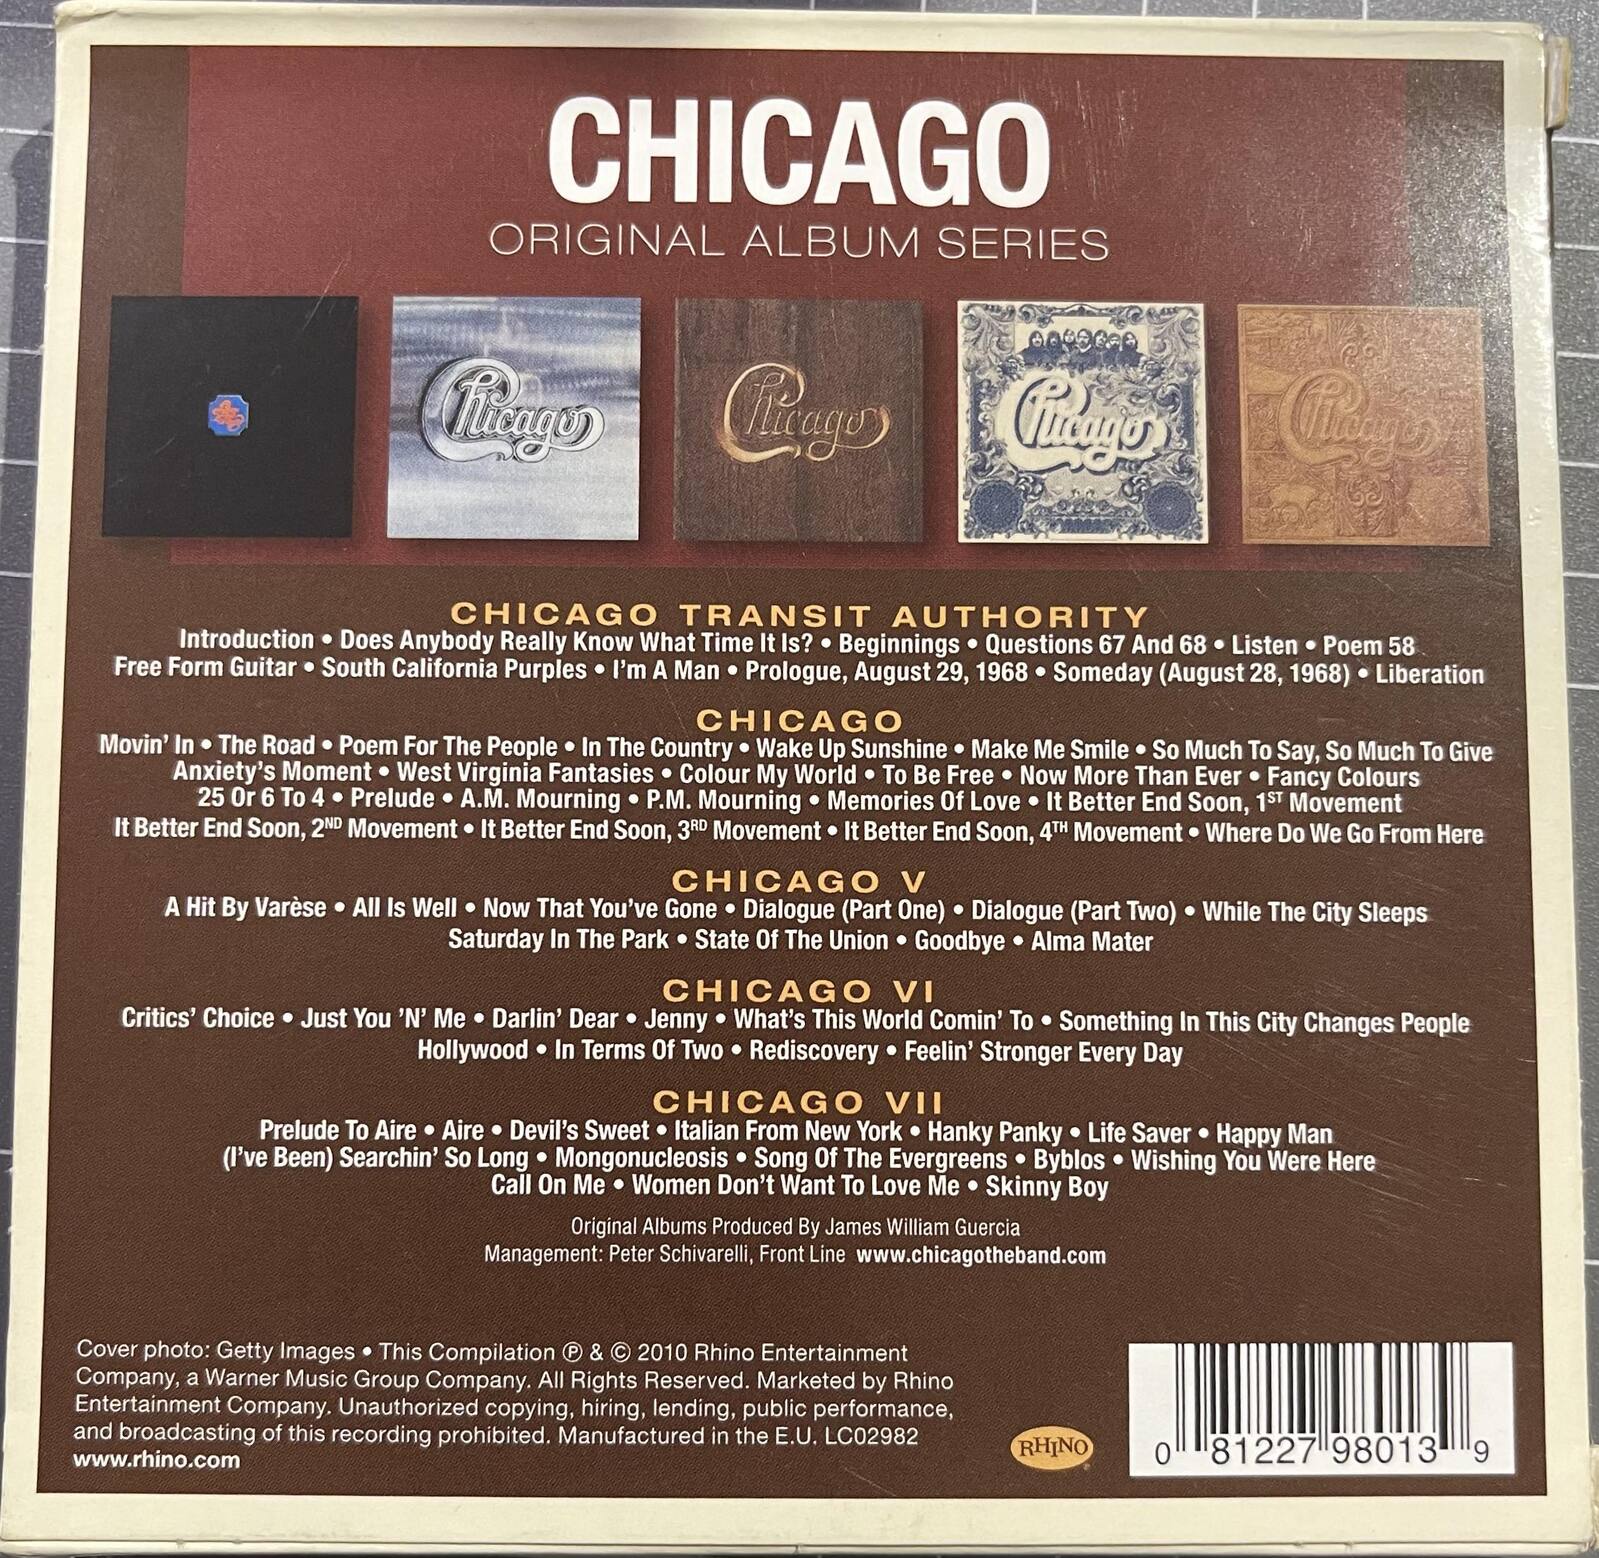 CHICAGO
ORIGINAL ALBUM SERIES
Chicago
Chicago
Chicago
Chicago
CHICAGO TRANSIT AUTHORITY
Introduction • Does Anybody Really Know What Time It Is? • Beginnings • Questions 67 And 68 • Listen • Poem 58
Free Form Guitar • South California Purples • I'm A Man • Prologue, August 29, 1968 • Someday (August 28, 1968) • Liberation
CHICAGO
Movin' In • The Road • Poem For The People • In The Country • Wake Up Sunshine • Make Me Smile • So Much To Say, So Much To Give
Anxiety's Moment • West Virginia Fantasies • Colour My World • To Be Free • Now More Than Ever • Fancy Colours
25 Or 6 To 4 • Prelude • A.M. Mourning • P.M. Mourning • Memories Of Love • It Better End Soon, 1ST Movement
It Better End Soon, 2ND Movement • It Better End Soon, 3RD Movement • It Better End Soon, 4TH Movement • Where Do We Go From Here
CHICAGO V
A Hit By Varèse • All Is Well • Now That You've Gone • Dialogue (Part One) • Dialogue (Part Two) • While The City Sleeps
Saturday In The Park • State Of The Union • Goodbye • Alma Mater
CHICAGO VI
Critics' Choice • Just You 'N' Me • Darlin' Dear • Jenny • What's This World Comin' To • Something In This City Changes People
Hollywood • In Terms Of Two • Rediscovery • Feelin' Stronger Every Day
CHICAGO VII
Prelude To Aire • Aire • Devil's Sweet • Italian From New York • Hanky Panky • Life Saver • Happy Man
(I've Been) Searchin' So Long • Mongonucleosis • Song Of The Evergreens • Byblos • Wishing You Were Here
Call On Me • Women Don't Want To Love Me • Skinny Boy
Original Albums Produced By James William Guercia
Management: Peter Schivarelli, Front Line www.chicagotheband.com
Cover photo: Getty Images • This Compilation ℗ & © 2010 Rhino Entertainment
Company, a Warner Music Group Company. All Rights Reserved. Marketed by Rhino
Entertainment Company. Unauthorized copying, hiring, lending, public performance,
and broadcasting of this recording prohibited. Manufactured in the E.U. LC02982
www.rhino.com
RHINO
0 81227 98013 9